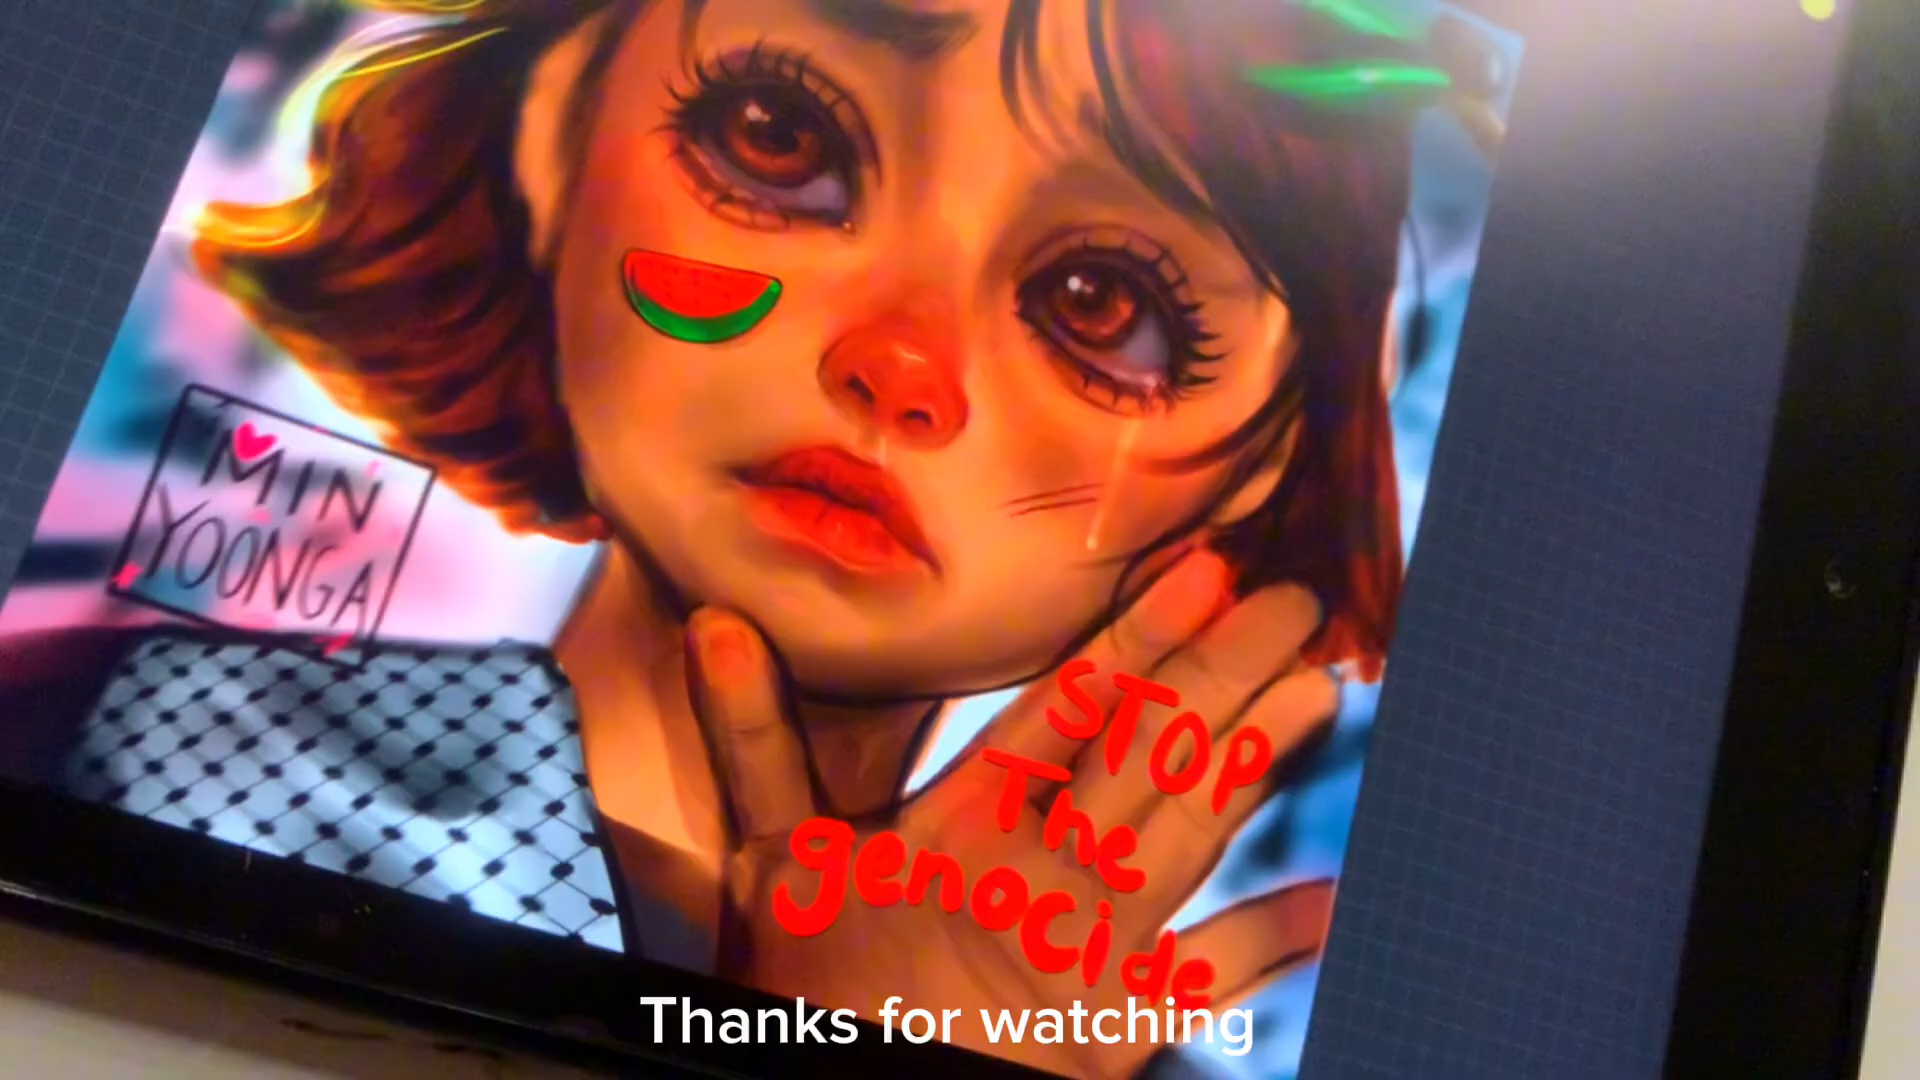 MIN
YOONGA
STOP
The
genocide
Thanks for watching